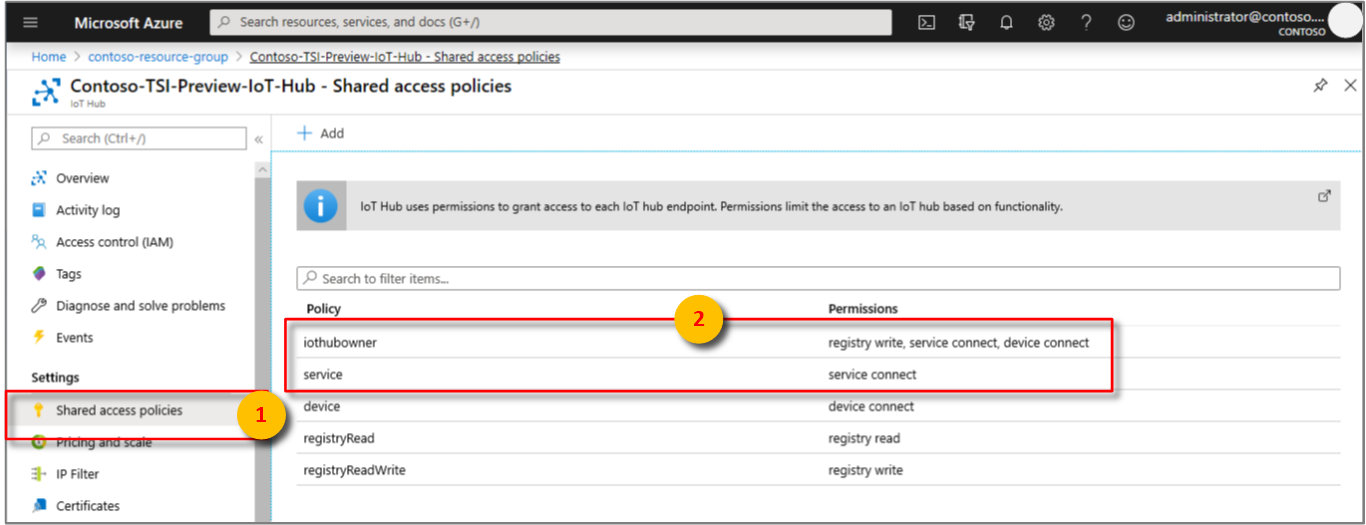 Microsoft Azure
Search resources, services, and docs (G+/)
administrator@contoso....
CONTOSO
Home > contoso-resource-group > Contoso-TSI-Preview-IoT-Hub - Shared access policies
Contoso-TSI-Preview-IoT-Hub - Shared access policies
IoT Hub
Search (Ctrl+/)
Add
Overview
Activity log
Access control (IAM)
Tags
Diagnose and solve problems
Events
Settings
Shared access policies
1
Pricing and scale
IP Filter
Certificates
IoT Hub uses permissions to grant access to each IoT hub endpoint. Permissions limit the access to an IoT hub based on functionality.
Search to filter items...
2
Policy Permissions
iothubowner registry write, service connect, device connect
service service connect
device device connect
registryRead registry read
registryReadWrite registry write